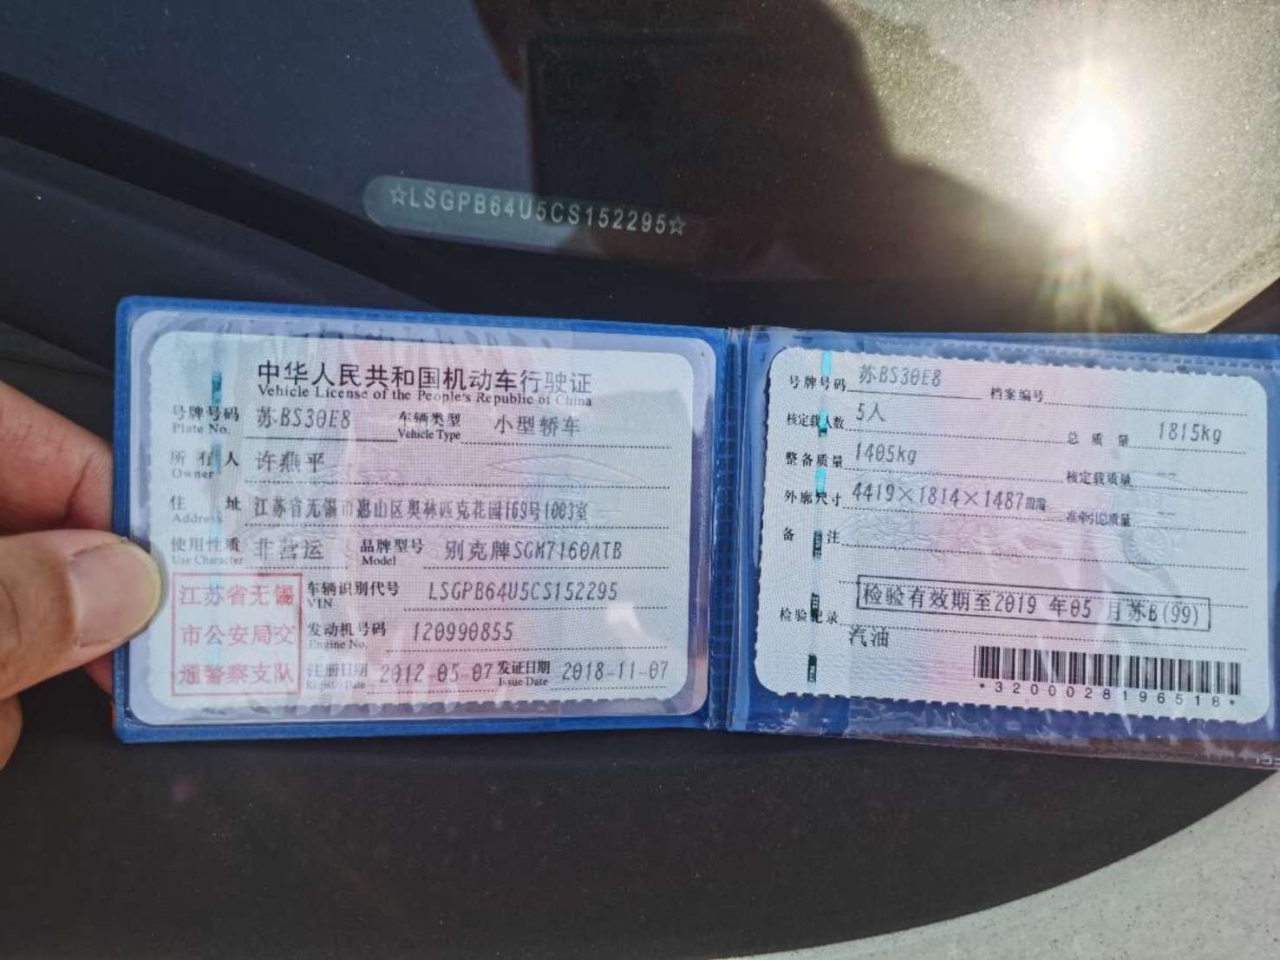 ☆LSGPB64U5CS152295☆
中华人民共和国机动车行驶证
Vehicle License of the People's Republic of China
号牌号码 苏BS30E8 车辆类型 小型轿车
Plate No. Vehicle Type
所有人 许燕平
Owner
住址 江苏省无锡市惠山区奥林匹克花园169号1003室
Address
使用性质 非营运 品牌型号 别克牌SGM7160ATB
Use Character Model
江苏省无锡
市公安局交
通警察支队
车辆识别代号 LSGPB64U5CS152295
VIN
发动机号码 120990855
Engine No.
注册日期 2012-05-07 发证日期 2018-11-07
Register Date Issue Date
号牌号码 苏BS30E8 档案编号
核定载人数 5人 总质量 1815kg
整备质量 1405kg 核定载质量 --
外廓尺寸 4419×1814×1487 准牵引总质量 --
备注
检验有效期至2019 年05 月苏B(99)
检验记录
汽油
*3200028196518*